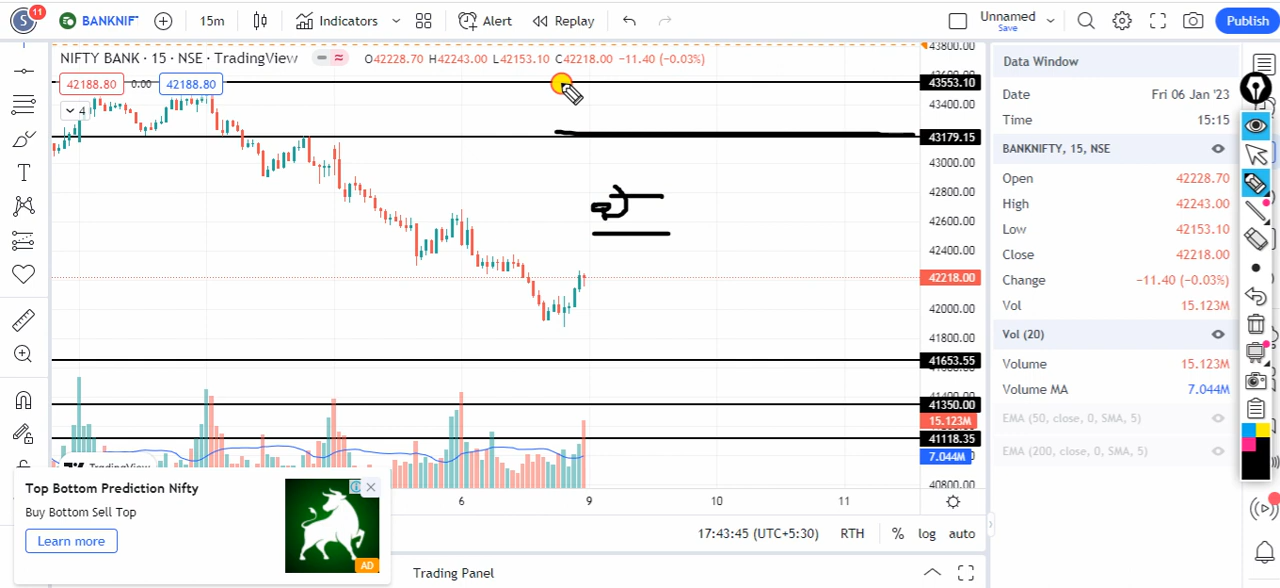 S 11 BANKNIF 15m Indicators Alert Replay Unnamed Save Publish
NIFTY BANK · 15 · NSE · TradingView O42228.70 H42243.00 L42153.10 C42218.00 −11.40 (−0.03%)
42188.80 0.00 42188.80
4
43800.00
43553.10
43400.00
43179.15
43000.00
42800.00
42600.00
42400.00
42218.00
42000.00
41800.00
41653.55
41350.00
15.123M
41118.35
7.044M
40800.00
TradingView
6 9 10 11
17:43:45 (UTC+5:30) RTH % log auto
Trading Panel
Data Window
Date Fri 06 Jan '23
Time 15:15
BANKNIFTY, 15, NSE
Open 42228.70
High 42243.00
Low 42153.10
Close 42218.00
Change −11.40 (−0.03%)
Vol 15.123M
Vol (20)
Volume 15.123M
Volume MA 7.044M
EMA (50, close, 0, SMA, 5)
EMA (200, close, 0, SMA, 5)
Top Bottom Prediction Nifty
Buy Bottom Sell Top
Learn more
AD